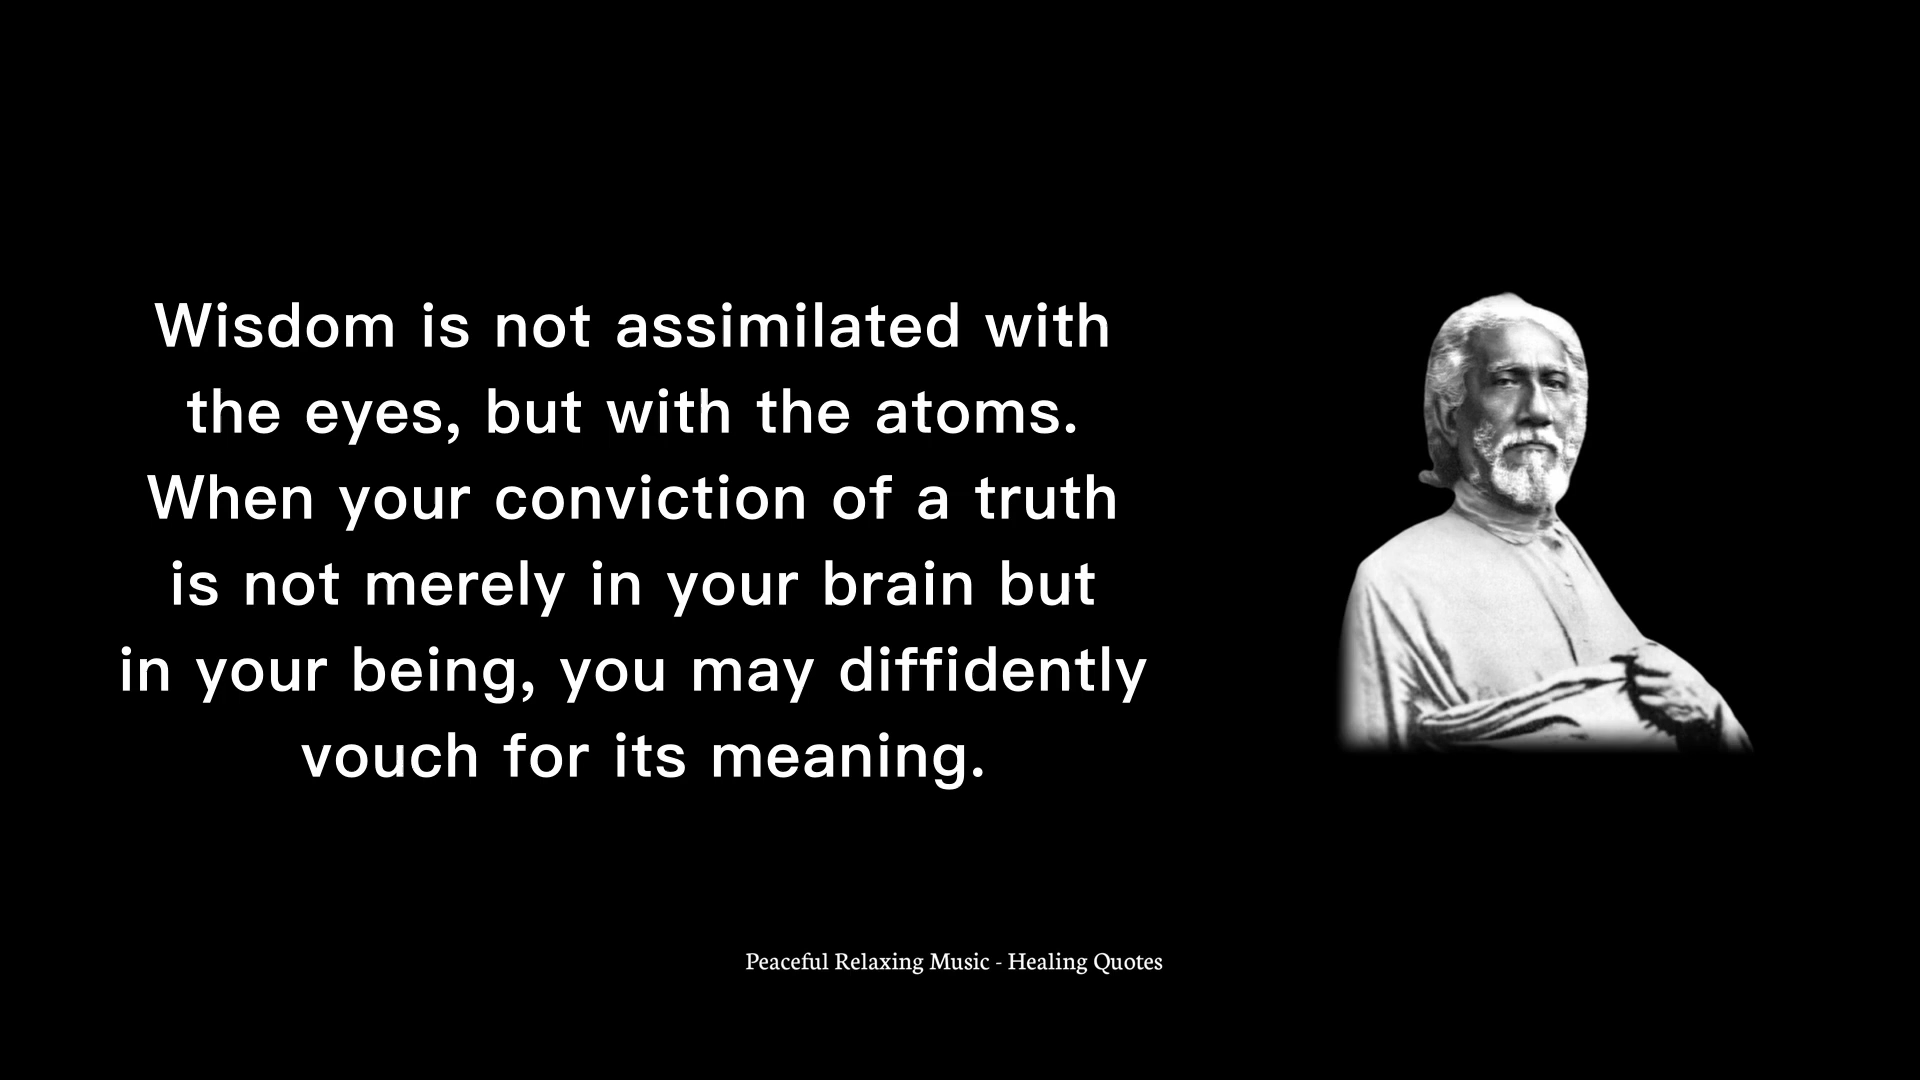 Wisdom is not assimilated with
the eyes, but with the atoms.
When your conviction of a truth
is not merely in your brain but
in your being, you may diffidently
vouch for its meaning.
Peaceful Relaxing Music - Healing Quotes